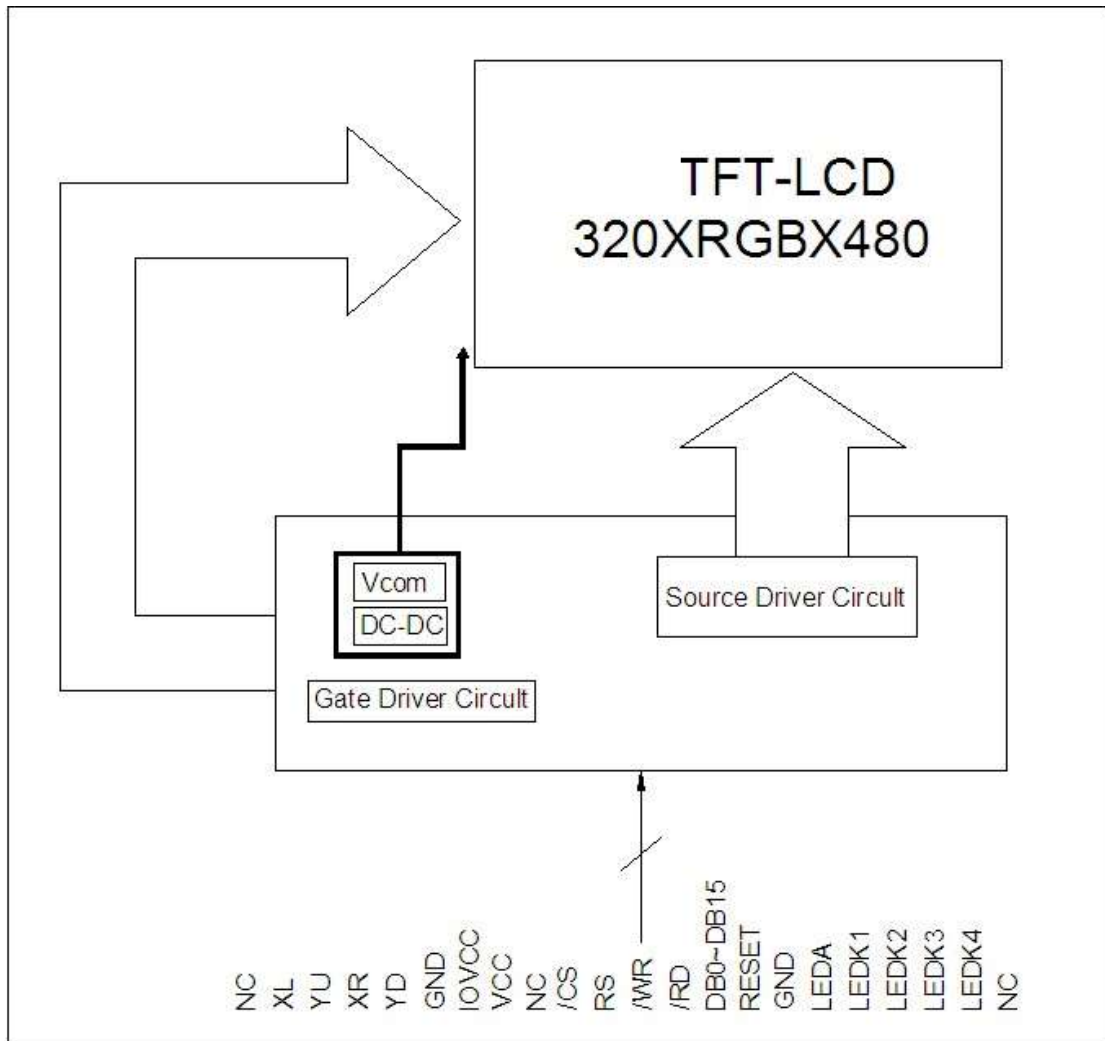 TFT-LCD
320XRGBX480
Vcom
DC-DC
Source Driver Circult
Gate Driver Circult
NC
XL
YU
XR
YD
GND
IOVCC
VCC
NC
/CS
RS
/WR
/RD
DB0~DB15
RESET
GND
LEDA
LEDK1
LEDK2
LEDK3
LEDK4
NC